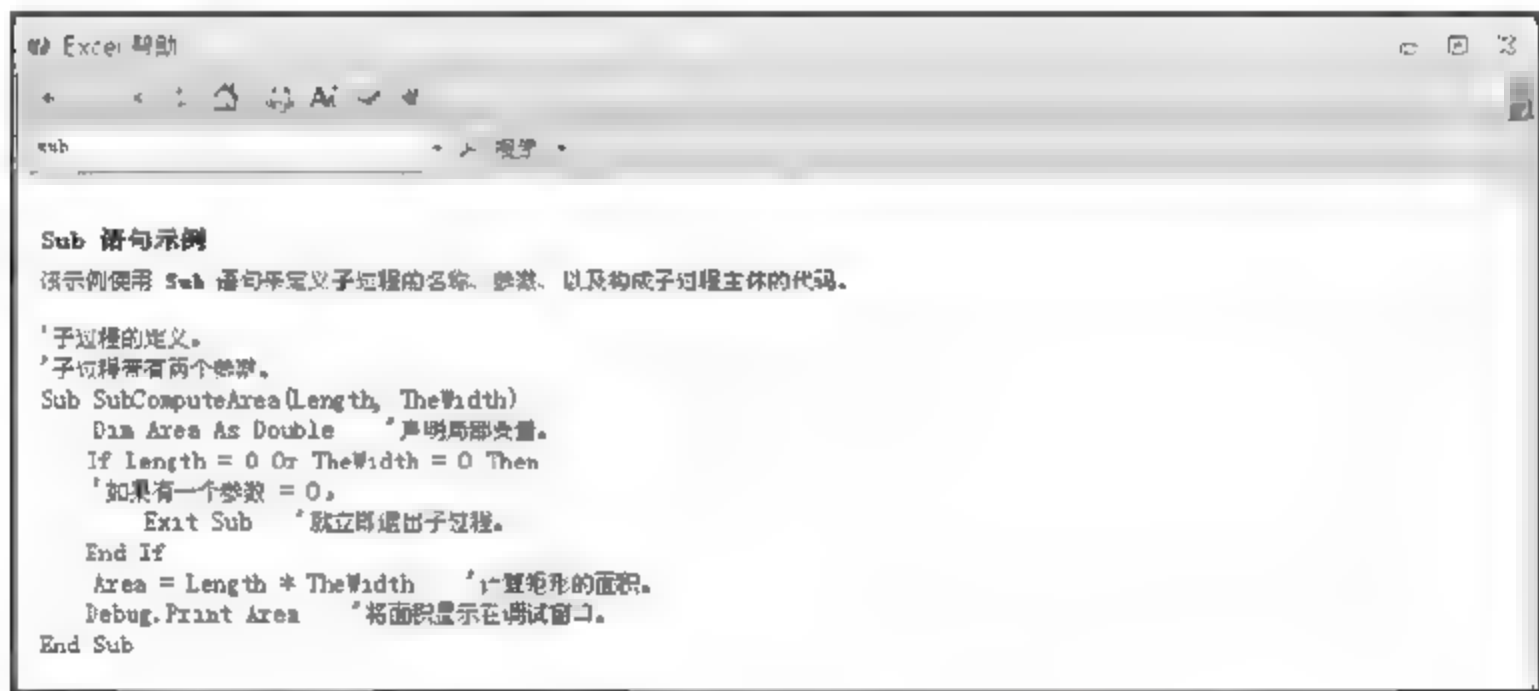 Excel 帮助
sub
搜索
Sub 语句示例
该示例使用 Sub 语句来定义子过程的名称、参数、以及构成子过程主体的代码。
'子过程的定义。
'子过程带有两个参数。
Sub SubComputeArea(Length, TheWidth)
Dim Area As Double '声明局部变量。
If Length = 0 Or TheWidth = 0 Then
'如果有一个参数 = 0。
Exit Sub '就立即退出子过程。
End If
Area = Length * TheWidth '计算矩形的面积。
Debug.Print Area '将面积显示在调试窗口。
End Sub